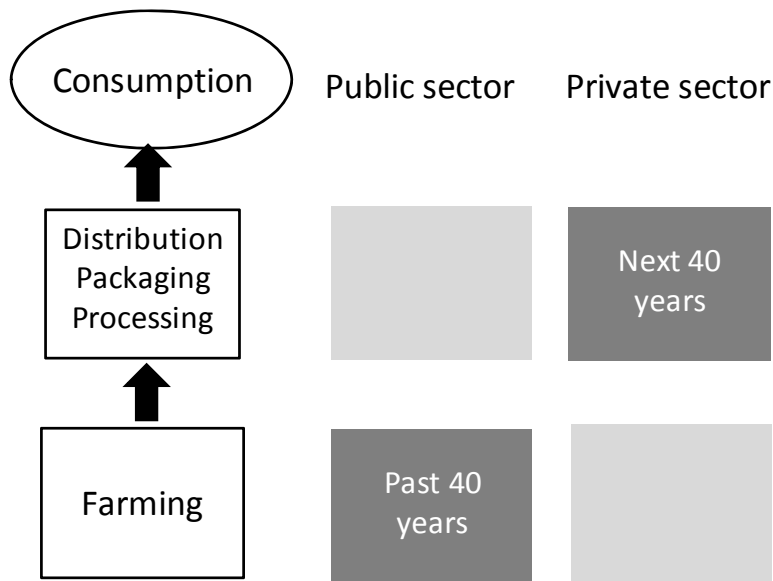 Consumption
Public sector
Private sector
Distribution
Packaging
Processing
Next 40
years
Farming
Past 40
years